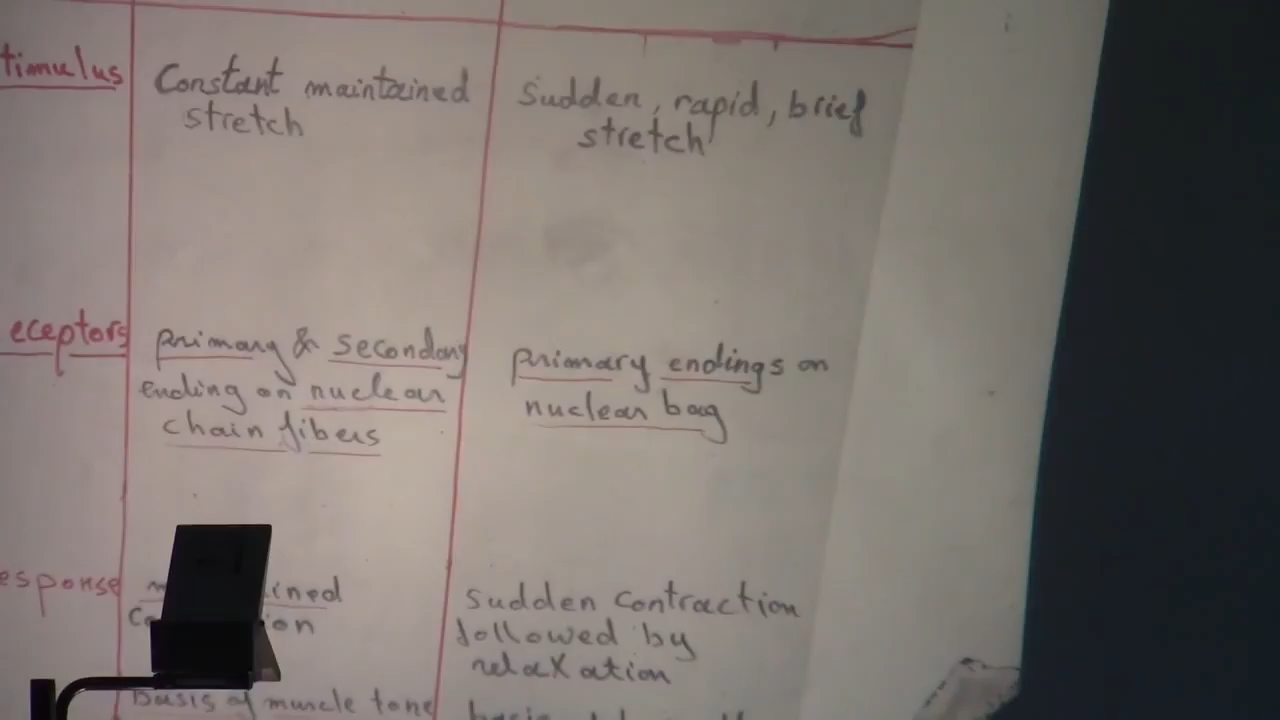 timulus
Constant maintained
stretch
Sudden, rapid, brief
stretch
eceptors
primary & secondary
ending on nuclear
chain fibers
primary endings on
nuclear bag
esponse
sudden contraction
followed by
relaxation
Basis of muscle tone